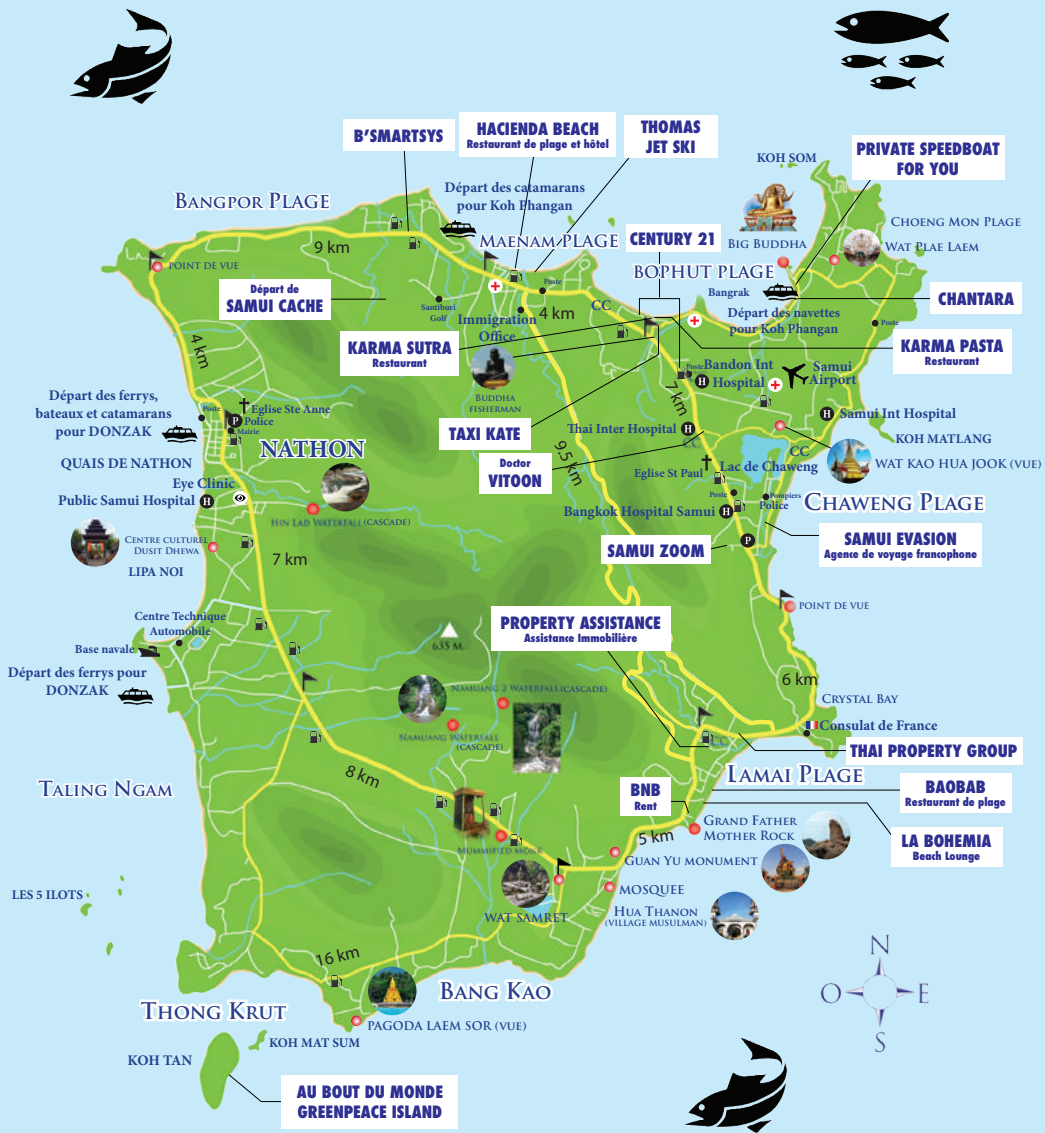 B'SMARTSYS
HACIENDA BEACH
Restaurant de plage et hôtel
THOMAS
JET SKI
PRIVATE SPEEDBOAT
FOR YOU
KOH SOM
BANGPOR PLAGE
Départ des catamarans
pour Koh Phangan
9 km
MAENAM PLAGE
CENTURY 21
BIG BUDDHA
CHOENG MON PLAGE
WAT PLAE LAEM
POINT DE VUE
BOPHUT PLAGE
Départ de
SAMUI CACHE
Poste
Santiburi
Golf
Immigration
Office
4 km
CC
Bangrak
Départ des navettes
pour Koh Phangan
CHANTARA
Poste
4 km
KARMA SUTRA
Restaurant
KARMA PASTA
Restaurant
BUDDHA
FISHERMAN
Poste
Bandon Int
Hospital
Samui
Airport
7 km
Départ des ferrys,
bateaux et catamarans
pour DONZAK
Poste
Eglise Ste Anne
P
Police
Mairie
NATHON
TAXI KATE
Thai Inter Hospital
H
CC
H
H
Samui Int Hospital
KOH MATLANG
9.5 km
Doctor
VITOON
CC
Lac de Chaweng
WAT KAO HUA JOOK (VUE)
Eglise St Paul
QUAIS DE NATHON
Eye Clinic
Public Samui Hospital
H
HIN LAD WATERFALL (CASCADE)
Poste
Pompiers
Police
CHAWENG PLAGE
Bangkok Hospital Samui
H
CENTRE CULTUREL
DUSIT DHEWA
LIPA NOI
7 km
SAMUI ZOOM
P
SAMUI EVASION
Agence de voyage francophone
Centre Technique
Automobile
Base navale
Départ des ferrys pour
DONZAK
PROPERTY ASSISTANCE
Assistance Immobilière
POINT DE VUE
635 M.
NAMUANG 2 WATERFALL (CASCADE)
NAMUANG WATERFALL
(CASCADE)
6 km
CRYSTAL BAY
Consulat de France
CC
THAI PROPERTY GROUP
TALING NGAM
8 km
LAMAI PLAGE
BNB
Rent
BAOBAB
Restaurant de plage
5 km
GRAND FATHER
MOTHER ROCK
LA BOHEMIA
Beach Lounge
MUMMIFIED MONK
GUAN YU MONUMENT
LES 5 ILOTS
MOSQUEE
WAT SAMRET
HUA THANON
(VILLAGE MUSULMAN)
16 km
BANG KAO
THONG KRUT
PAGODA LAEM SOR (VUE)
KOH MAT SUM
KOH TAN
AU BOUT DU MONDE
GREENPEACE ISLAND
N
O
E
S